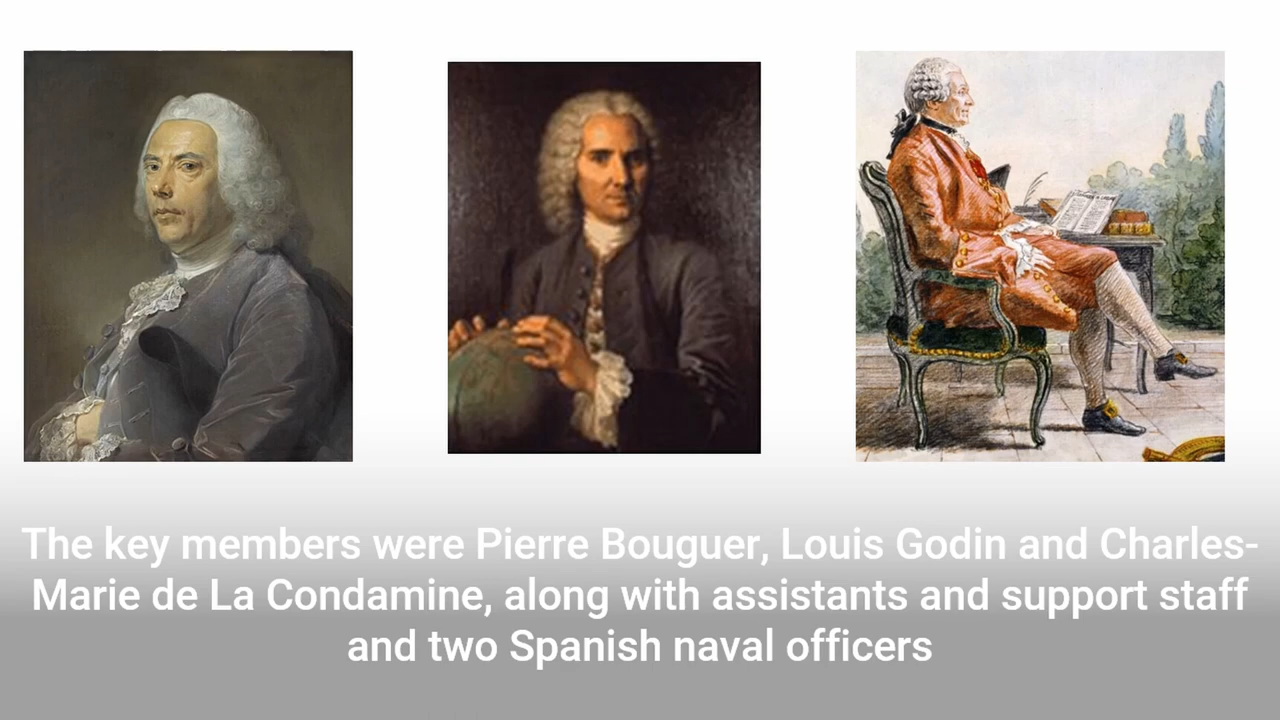 The key members were Pierre Bouguer, Louis Godin and Charles-
Marie de La Condamine, along with assistants and support staff
and two Spanish naval officers